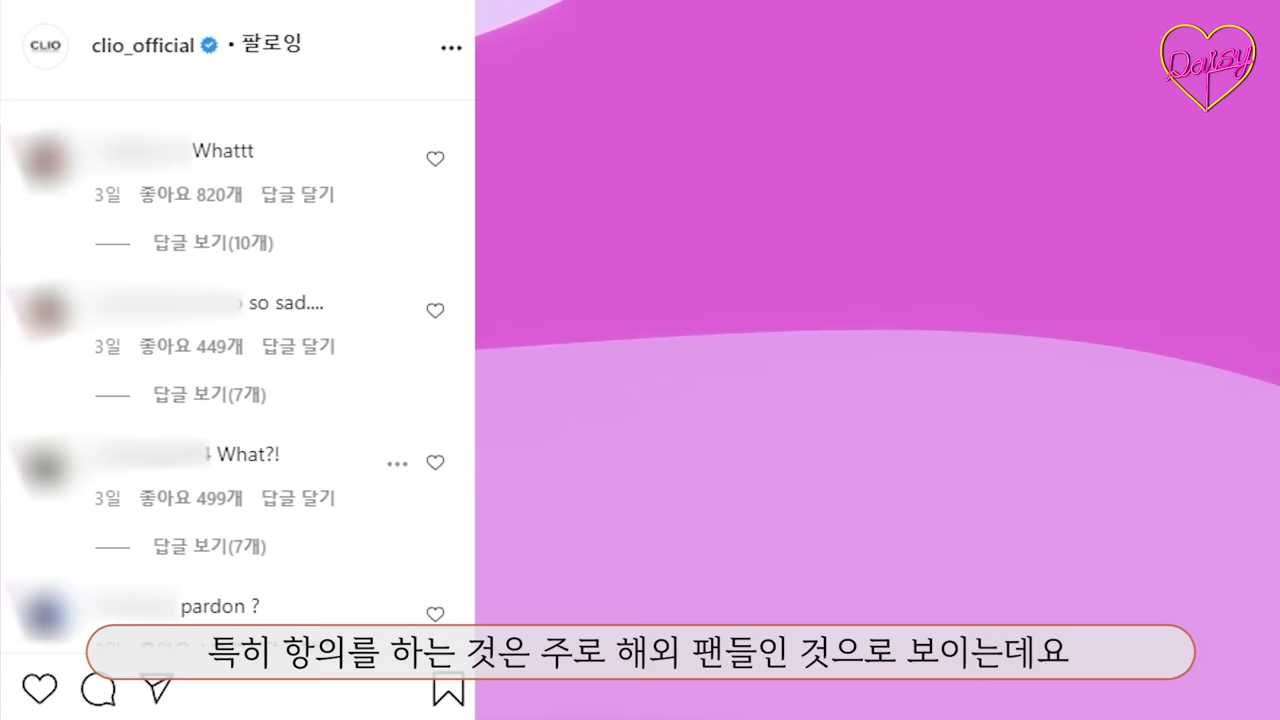 CLIO
clio_official • 팔로잉
Daisy
Whattt
3일 좋아요 820개 답글 달기
답글 보기(10개)
so sad....
3일 좋아요 449개 답글 달기
답글 보기(7개)
4 What?!
3일 좋아요 499개 답글 달기
답글 보기(7개)
pardon ?
특히 항의를 하는 것은 주로 해외 팬들인 것으로 보이는데요